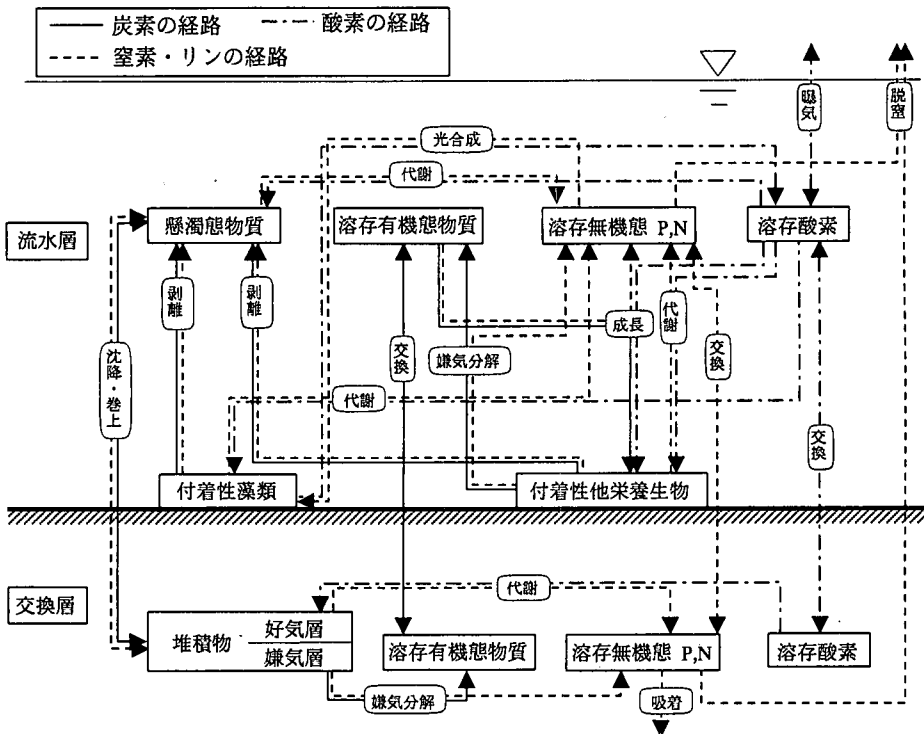 炭素の経路 酸素の経路
窒素・リンの経路
曝気
脱窒
光合成
代謝
流水層
懸濁態物質
溶存有機態物質
溶存無機態 P,N
溶存酸素
剥離
剥離
成長
代謝
沈降・巻上
交換
嫌気分解
交換
代謝
交換
付着性藻類
付着性他栄養生物
交換層
代謝
堆積物
好気層
嫌気層
溶存有機態物質
溶存無機態 P,N
溶存酸素
嫌気分解
吸着